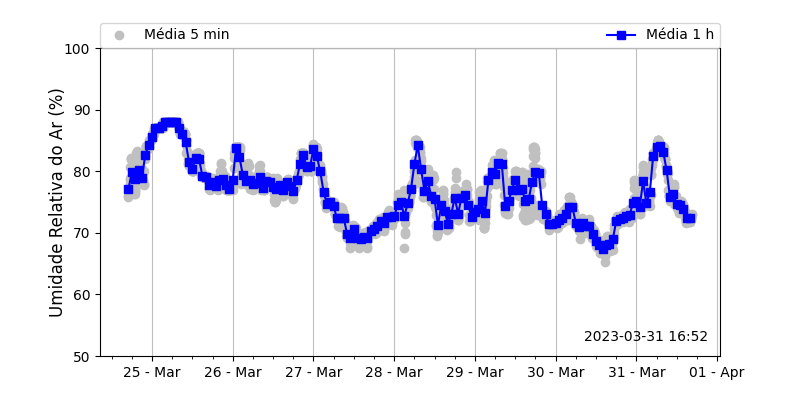 Média 5 min Média 1 h
100
90
80
70
60
50
Umidade Relativa do Ar (%)
2023-03-31 16:52
25 - Mar 26 - Mar 27 - Mar 28 - Mar 29 - Mar 30 - Mar 31 - Mar 01 - Apr